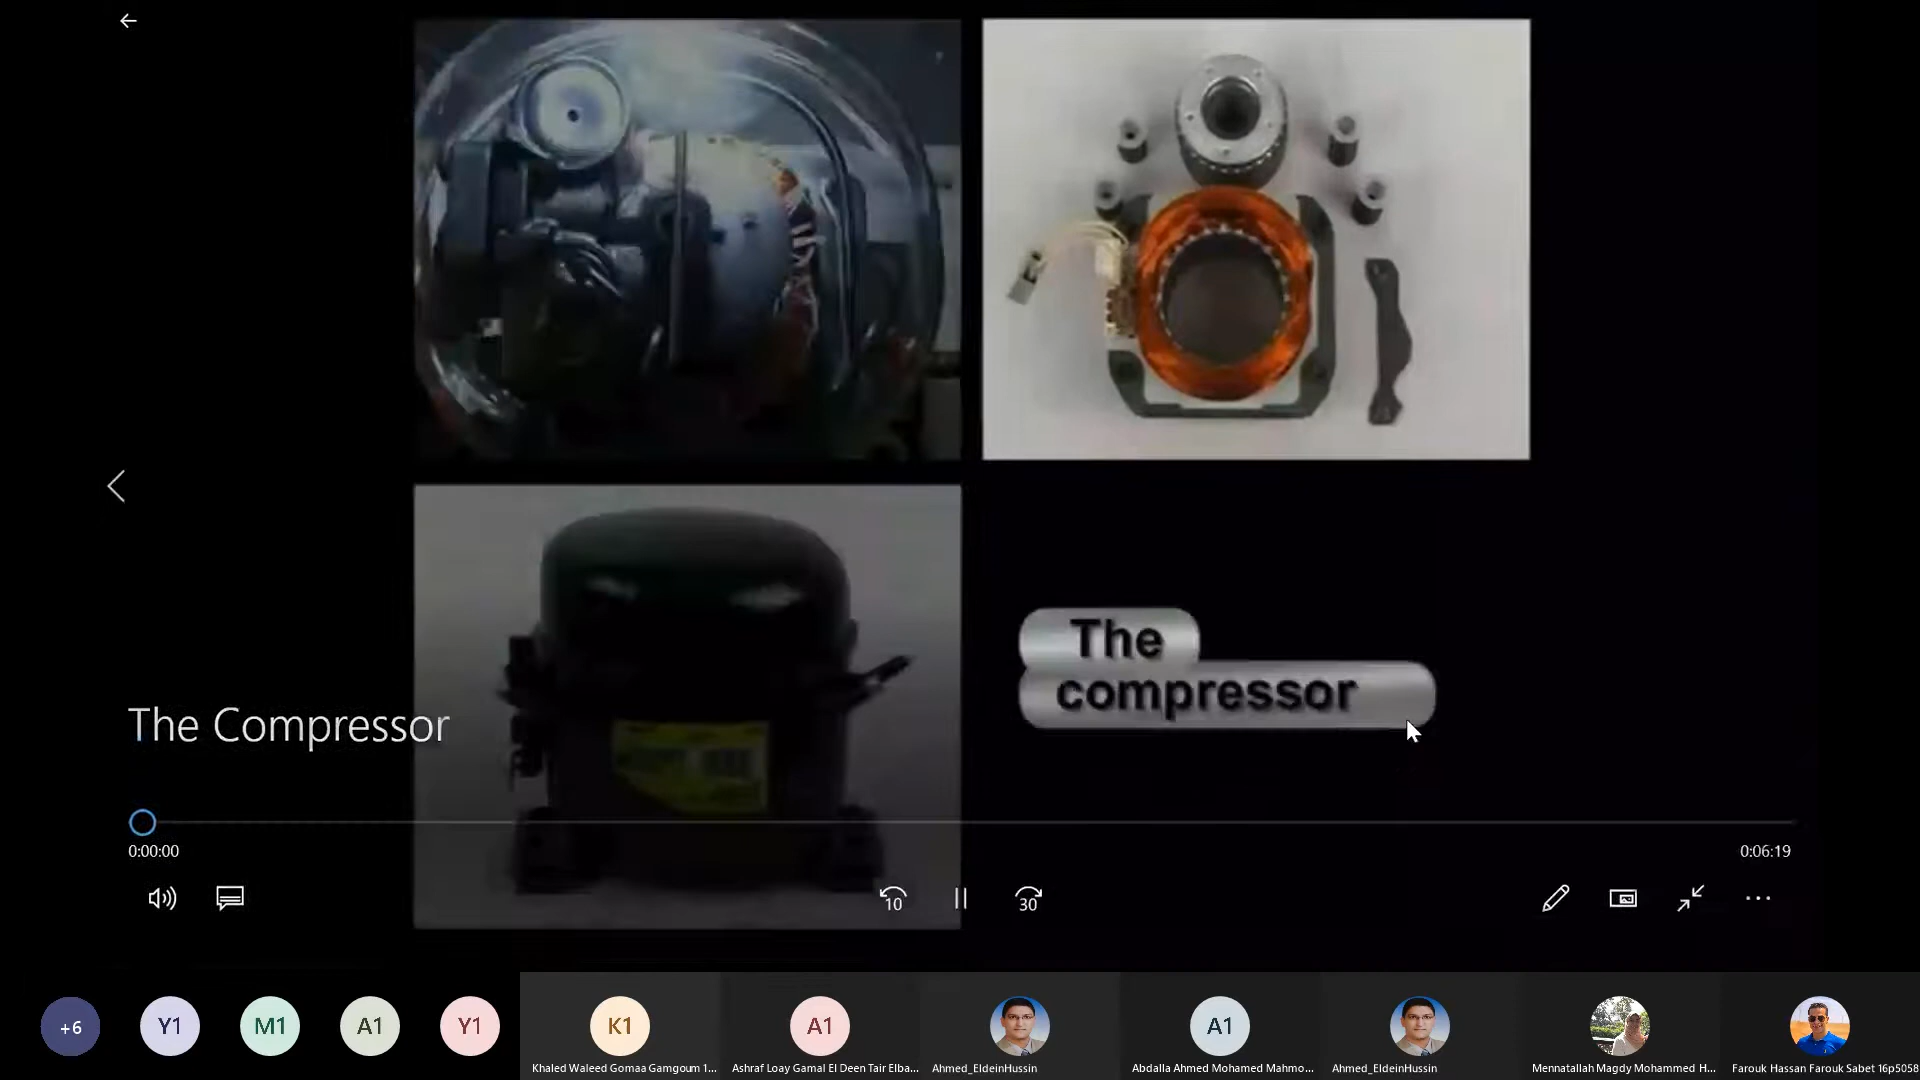 The
compressor
The Compressor
0:00:00
0:06:19
10
30
+6
Y1
M1
A1
Y1
K1
A1
A1
Khaled Waleed Gomaa Gamgoum 1...
Ashraf Loay Gamal El Deen Tair Elba...
Ahmed_EldeinHussin
Abdalla Ahmed Mohamed Mahmo...
Ahmed_EldeinHussin
Mennatallah Magdy Mohammed H...
Farouk Hassan Farouk Sabet 16p5058